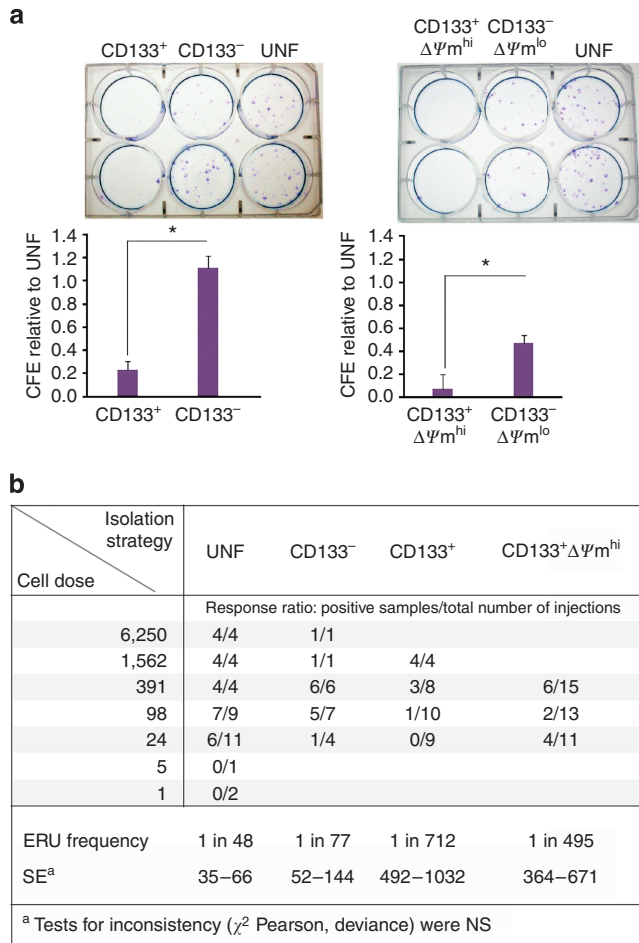 a
CD133⁺ CD133⁻ UNF
CD133⁺ ΔΨmʰⁱ CD133⁻ ΔΨmˡᵒ UNF
CFE relative to UNF
1.4
1.2
1.0
0.8
0.6
0.4
0.2
0.0
*
CD133⁺ CD133⁻
CFE relative to UNF
1.4
1.2
1.0
0.8
0.6
0.4
0.2
0.0
*
CD133⁺ ΔΨmʰⁱ CD133⁻ ΔΨmˡᵒ
b
Isolation strategy
Cell dose
UNF CD133⁻ CD133⁺ CD133⁺ΔΨmʰⁱ
Response ratio: positive samples/total number of injections
6,250 4/4 1/1
1,562 4/4 1/1 4/4
391 4/4 6/6 3/8 6/15
98 7/9 5/7 1/10 2/13
24 6/11 1/4 0/9 4/11
5 0/1
1 0/2
ERU frequency 1 in 48 1 in 77 1 in 712 1 in 495
SEᵃ 35–66 52–144 492–1032 364–671
ᵃ Tests for inconsistency (χ² Pearson, deviance) were NS